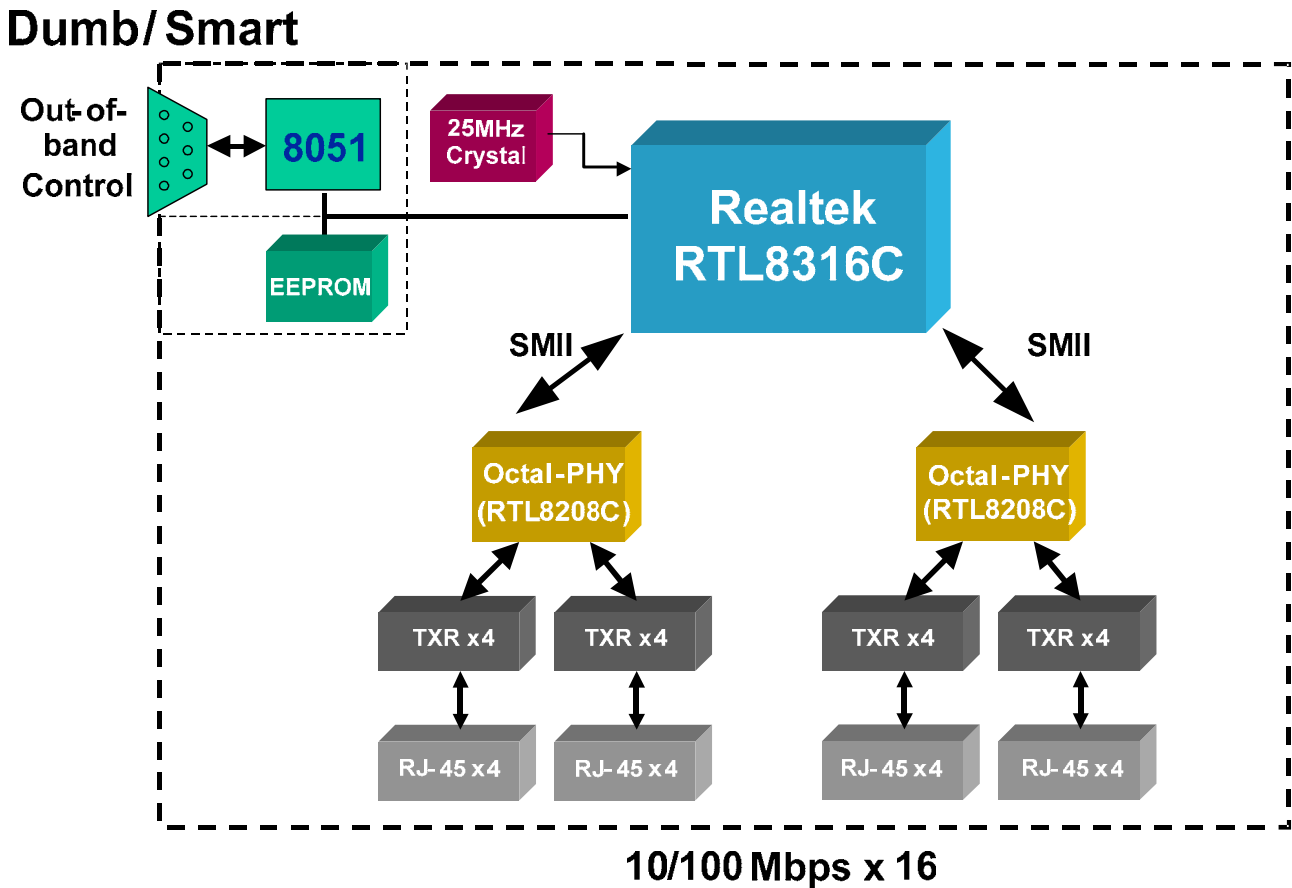 Dumb/ Smart
Out-of-
band
Control
8051
25MHz
Crystal
Realtek
RTL8316C
EEPROM
SMII
SMII
Octal-PHY
(RTL8208C)
Octal-PHY
(RTL8208C)
TXR x4
TXR x4
TXR x4
TXR x4
RJ-45 x4
RJ-45 x4
RJ-45 x4
RJ-45 x4
10/100 Mbps x 16